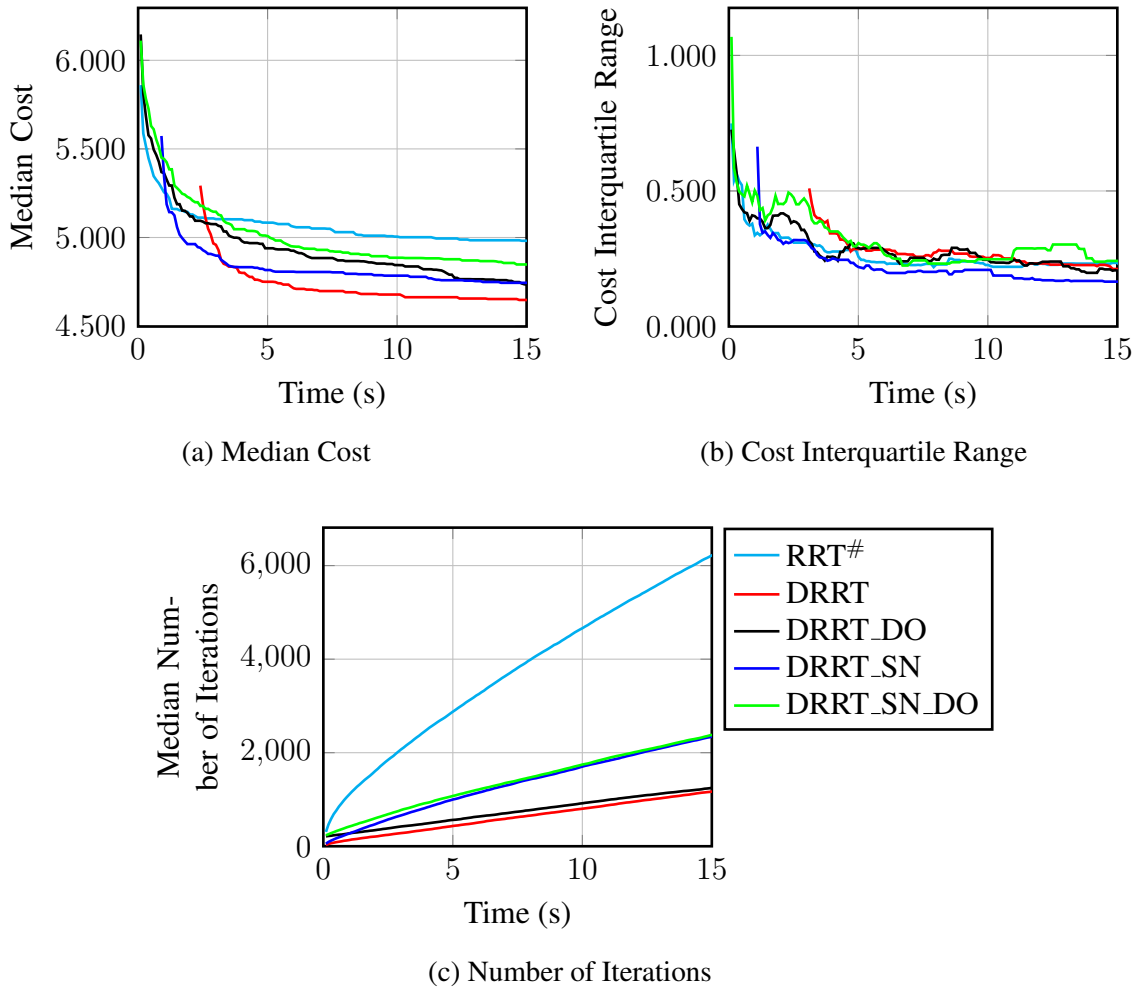 6.000
5.500
5.000
4.500
Median Cost
0 5 10 15
Time (s)
(a) Median Cost
1.000
0.500
0.000
Cost Interquartile Range
0 5 10 15
Time (s)
(b) Cost Interquartile Range
6,000
4,000
2,000
0
Median Num-
ber of Iterations
0 5 10 15
Time (s)
RRT#
DRRT
DRRT_DO
DRRT_SN
DRRT_SN_DO
(c) Number of Iterations